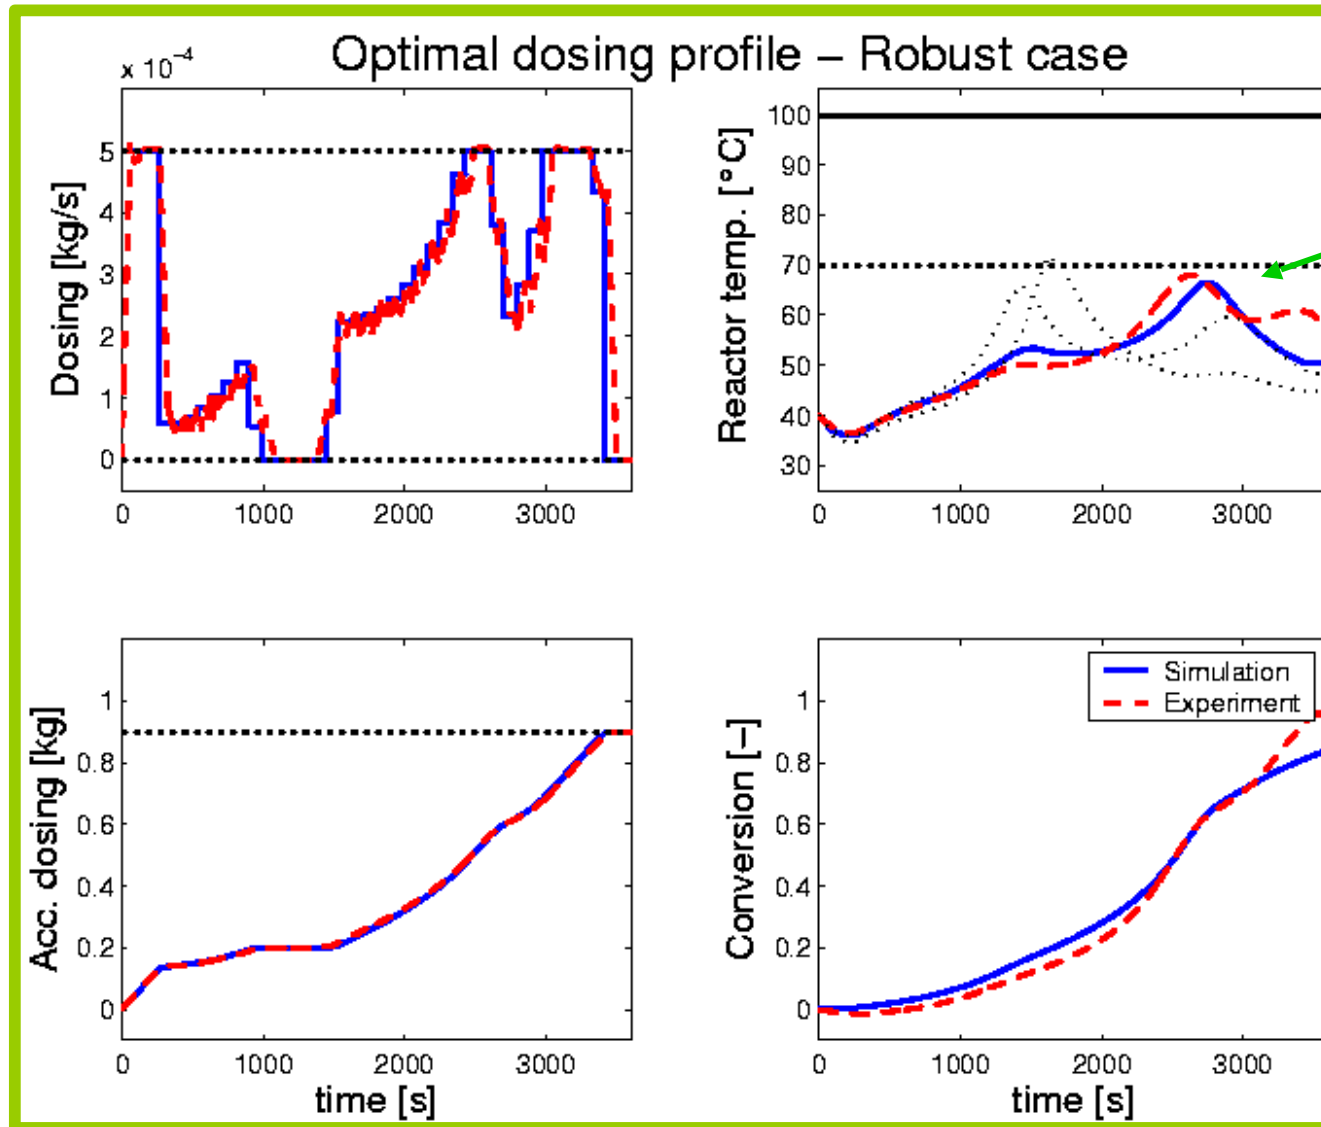 Optimal dosing profile – Robust case
x 10^-4
Dosing [kg/s]
5
4
3
2
1
0
0 1000 2000 3000
Reactor temp. [°C]
100
90
80
70
60
50
40
30
0 1000 2000 3000
Acc. dosing [kg]
1
0.8
0.6
0.4
0.2
0
0 1000 2000 3000
time [s]
Conversion [–]
1
0.8
0.6
0.4
0.2
0
Simulation
Experiment
0 1000 2000 3000
time [s]